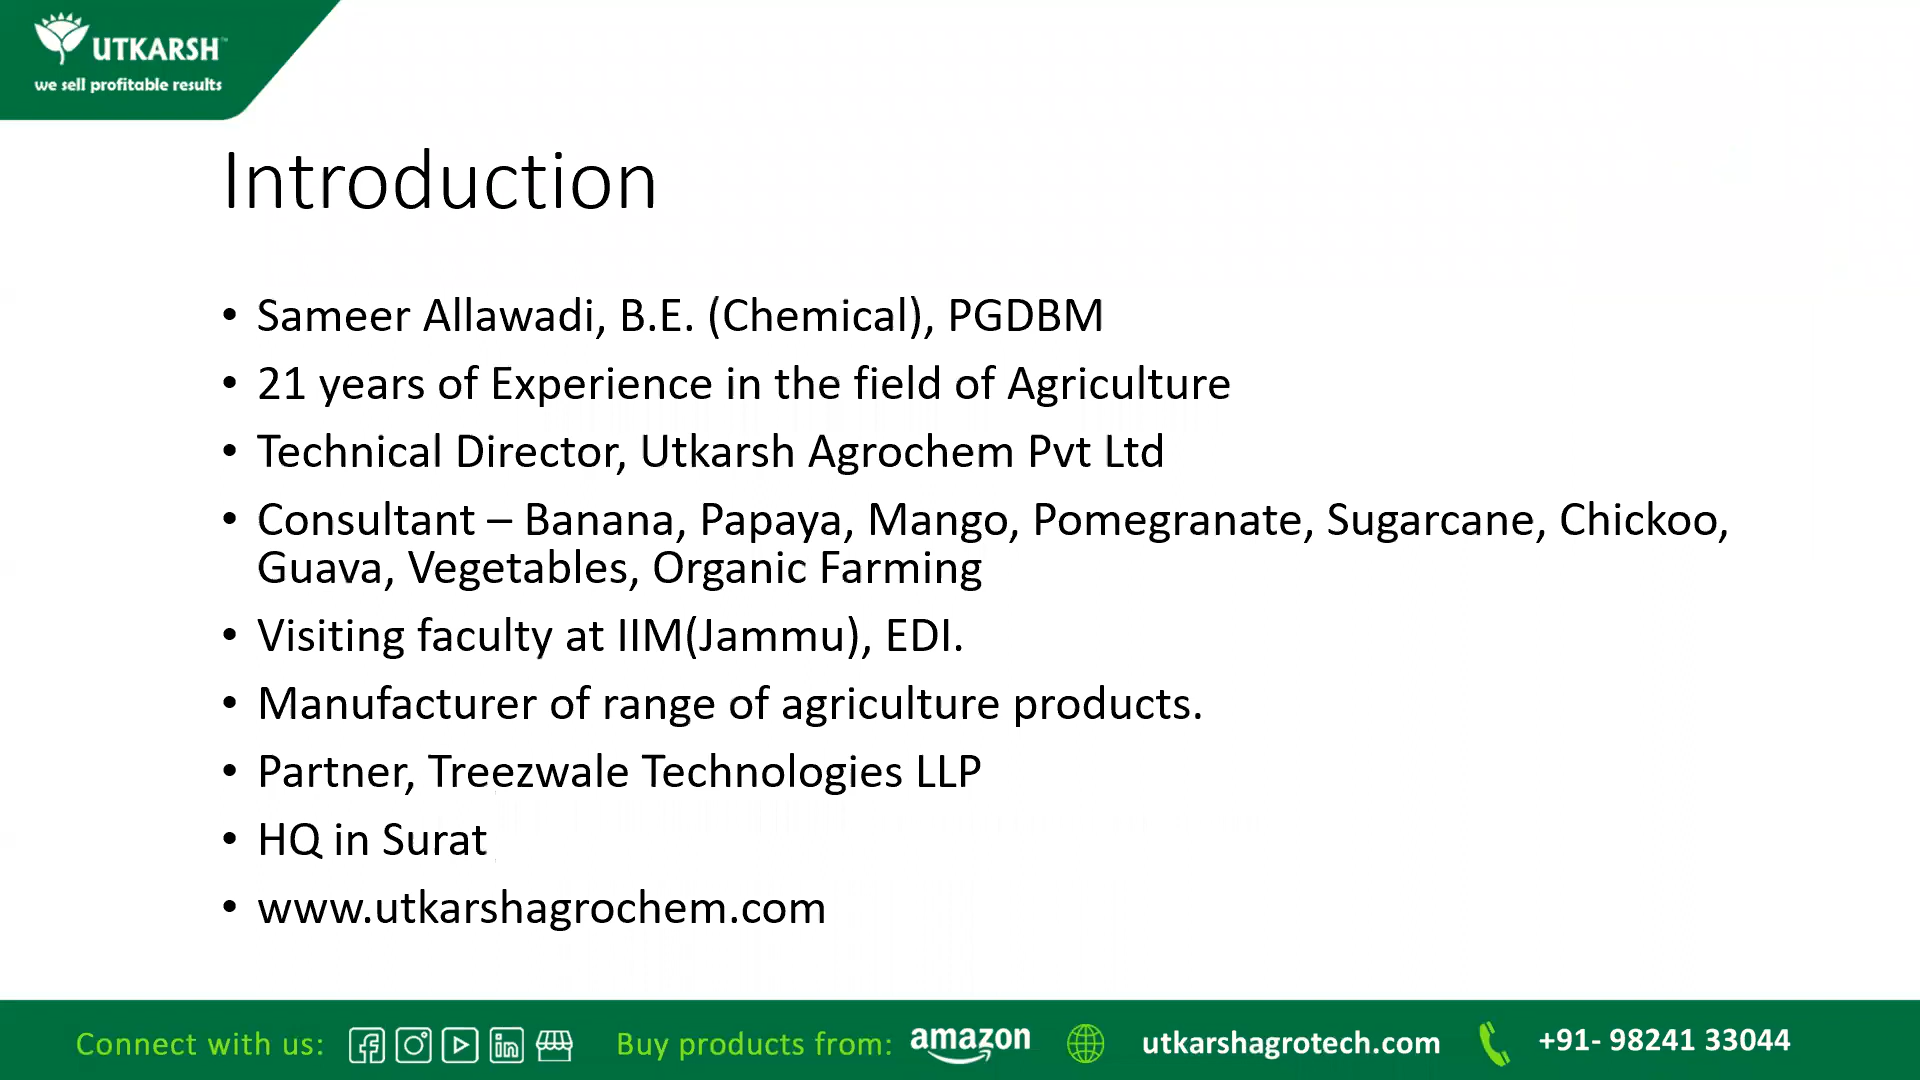 UTKARSH™
we sell profitable results
Introduction
• Sameer Allawadi, B.E. (Chemical), PGDBM
• 21 years of Experience in the field of Agriculture
• Technical Director, Utkarsh Agrochem Pvt Ltd
• Consultant – Banana, Papaya, Mango, Pomegranate, Sugarcane, Chickoo,
Guava, Vegetables, Organic Farming
• Visiting faculty at IIM(Jammu), EDI.
• Manufacturer of range of agriculture products.
• Partner, Treezwale Technologies LLP
• HQ in Surat
• www.utkarshagrochem.com
Connect with us: Buy products from: amazon utkarshagrotech.com +91- 98241 33044